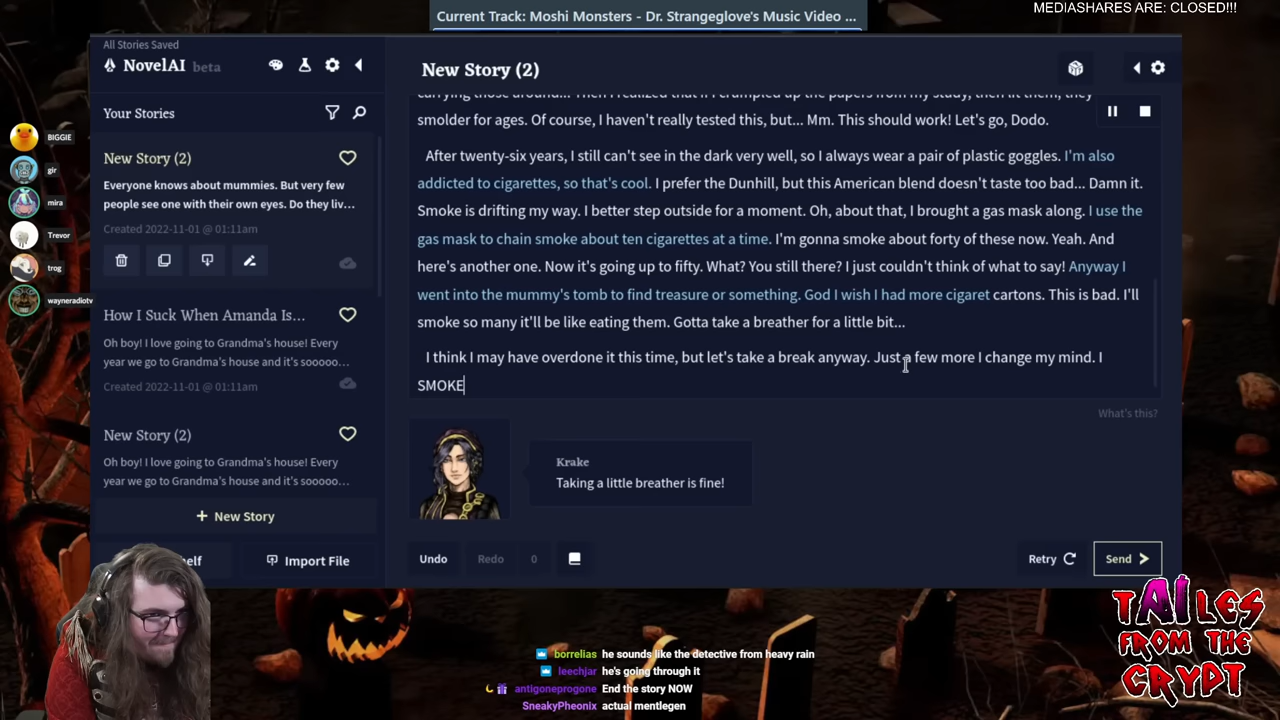 Current Track: Moshi Monsters - Dr. Strangeglove's Music Video ...
MEDIASHARES ARE: CLOSED!!!
All Stories Saved
NovelAI beta
New Story (2)
Your Stories
carrying those around... Then I realized that if I crumpled up the papers from my study, then lit them, they
smolder for ages. Of course, I haven't really tested this, but... Mm. This should work! Let's go, Dodo.
After twenty-six years, I still can't see in the dark very well, so I always wear a pair of plastic goggles. I'm also
addicted to cigarettes, so that's cool. I prefer the Dunhill, but this American blend doesn't taste too bad... Damn it.
Smoke is drifting my way. I better step outside for a moment. Oh, about that, I brought a gas mask along. I use the
gas mask to chain smoke about ten cigarettes at a time. I'm gonna smoke about forty of these now. Yeah. And
here's another one. Now it's going up to fifty. What? You still there? I just couldn't think of what to say! Anyway I
went into the mummy's tomb to find treasure or something. God I wish I had more cigaret cartons. This is bad. I'll
smoke so many it'll be like eating them. Gotta take a breather for a little bit...
I think I may have overdone it this time, but let's take a break anyway. Just a few more I change my mind. I
SMOKE
What's this?
BIGGIE
gir
mira
Trevor
trog
wayneradiotv
New Story (2)
Everyone knows about mummies. But very few
people see one with their own eyes. Do they liv...
Created 2022-11-01 @ 01:11am
How I Suck When Amanda Is...
Oh boy! I love going to Grandma's house! Every
year we go to Grandma's house and it's sooooo...
Created 2022-11-01 @ 01:11am
New Story (2)
Oh boy! I love going to Grandma's house! Every
year we go to Grandma's house and it's sooooo...
+ New Story
elf
Import File
Krake
Taking a little breather is fine!
Undo
Redo
0
Retry
Send
TAILES
FROM THE
CRYPT
borrelias he sounds like the detective from heavy rain
leechjar he's going through it
antigoneprogone End the story NOW
SneakyPheonix actual mentlegen